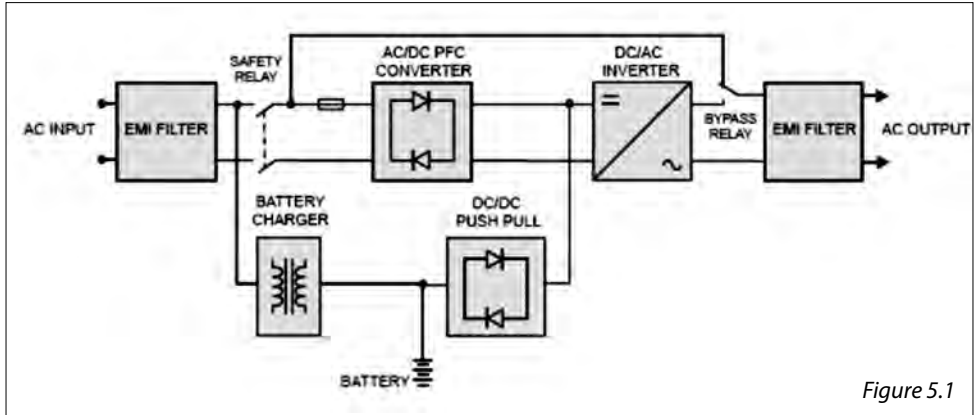 SAFETY
RELAY
AC/DC PFC
CONVERTER
DC/AC
INVERTER
AC INPUT
EMI FILTER
BYPASS
RELAY
EMI FILTER
AC OUTPUT
BATTERY
CHARGER
DC/DC
PUSH PULL
BATTERY
Figure 5.1